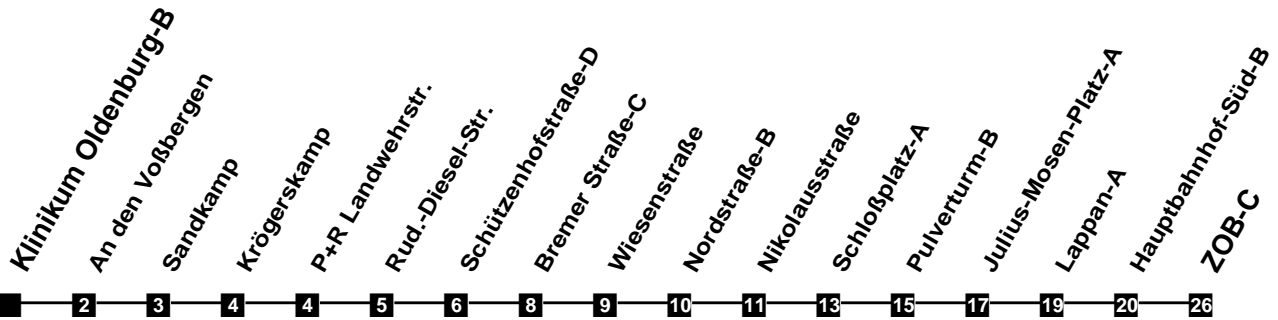 Klinikum Oldenburg-B
An den Voßbergen
Sandkamp
Krögerskamp
P+R Landwehrstr.
Rud.-Diesel-Str.
Schützenhofstraße-D
Bremer Straße-C
Wiesenstraße
Nordstraße-B
Nikolausstraße
Schloßplatz-A
Pulverturm-B
Julius-Mosen-Platz-A
Lappan-A
Hauptbahnhof-Süd-B
ZOB-C
2 3 4 4 5 6 8 9 10 11 13 15 17 19 20 26